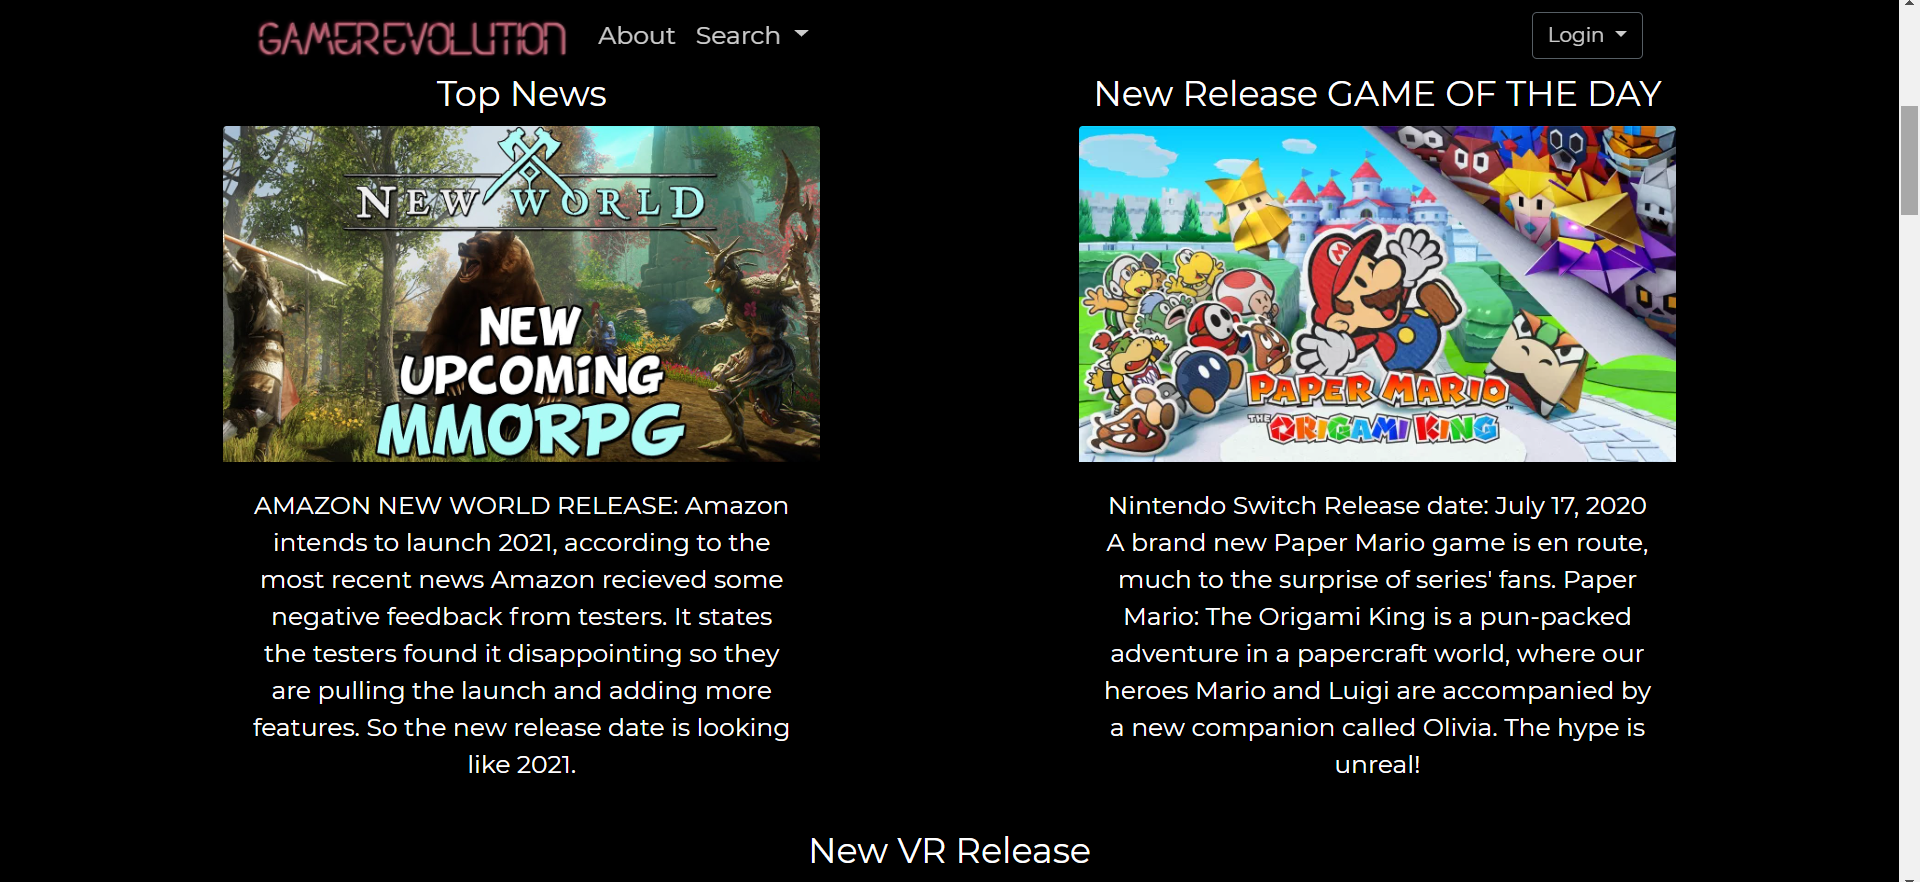 GAMEREVOLUTION About Search Login
Top News
NEW WORLD
NEW
UPCOMING
MMORPG
AMAZON NEW WORLD RELEASE: Amazon
intends to launch 2021, according to the
most recent news Amazon recieved some
negative feedback from testers. It states
the testers found it disappointing so they
are pulling the launch and adding more
features. So the new release date is looking
like 2021.
New Release GAME OF THE DAY
M
PAPER MARIO
THE ORIGAMI KING
TM
Nintendo Switch Release date: July 17, 2020
A brand new Paper Mario game is en route,
much to the surprise of series' fans. Paper
Mario: The Origami King is a pun-packed
adventure in a papercraft world, where our
heroes Mario and Luigi are accompanied by
a new companion called Olivia. The hype is
unreal!
New VR Release